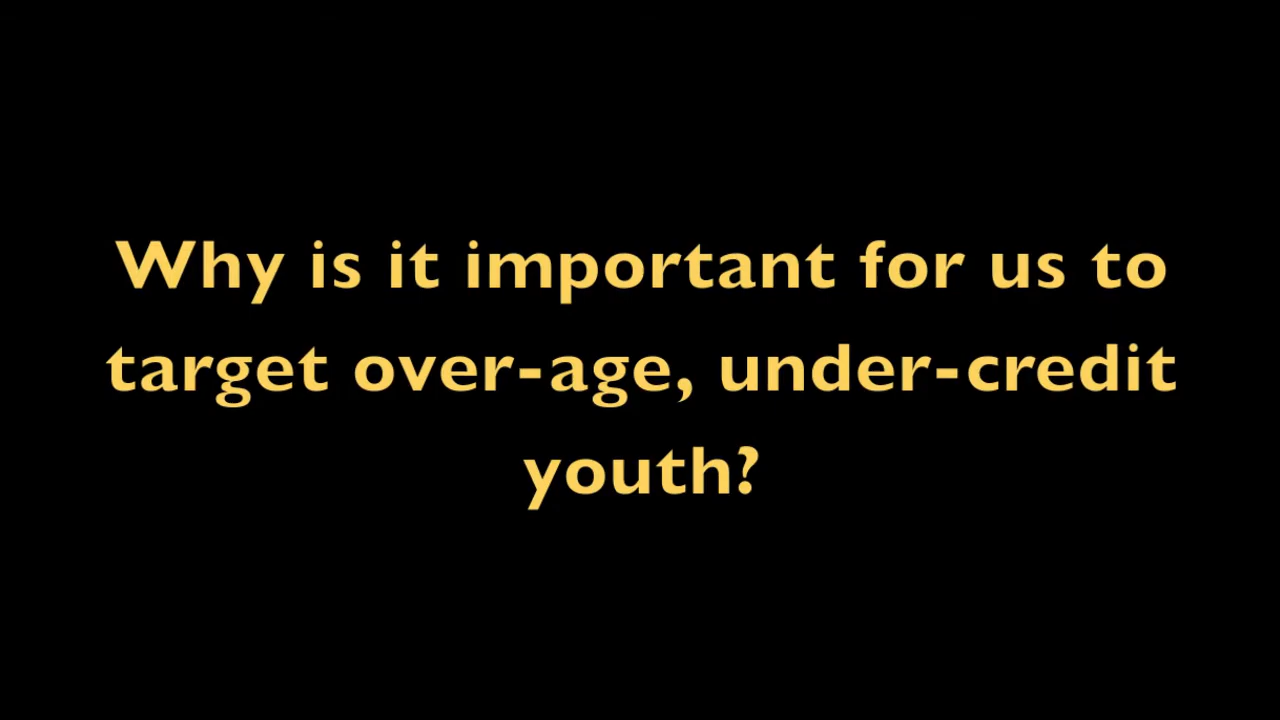 Why is it important for us to
target over-age, under-credit
youth?